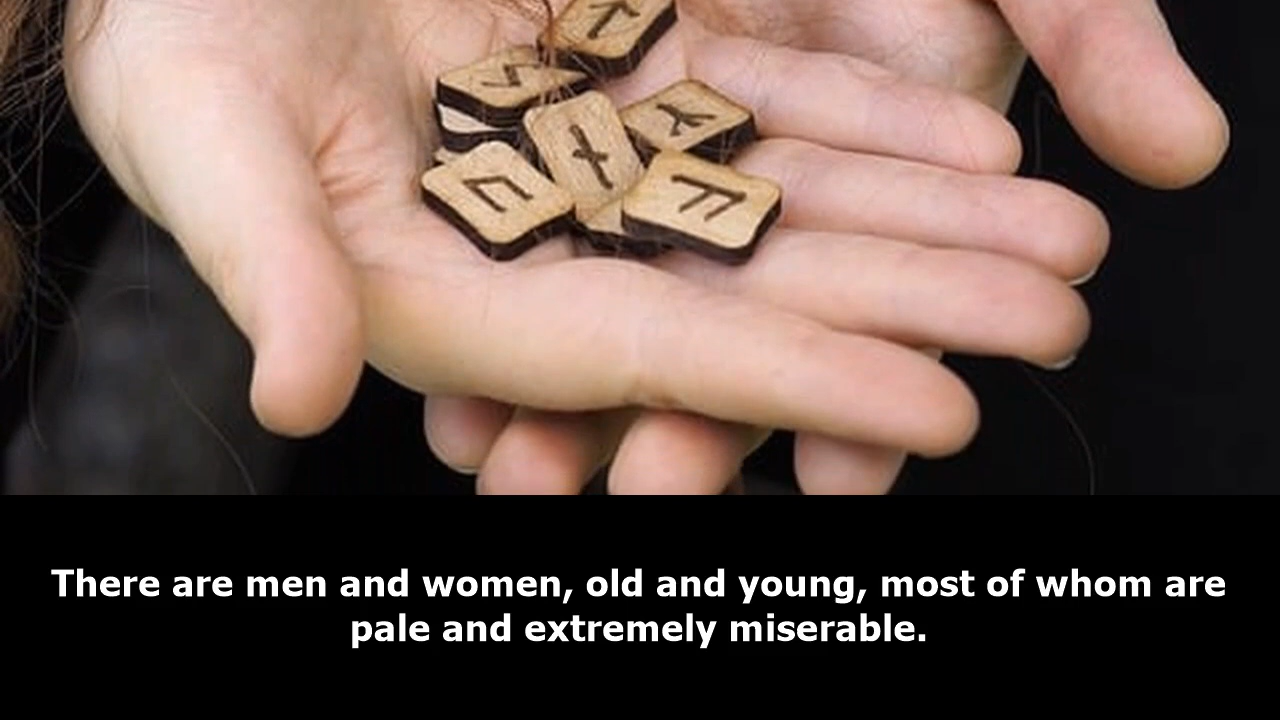 There are men and women, old and young, most of whom are
pale and extremely miserable.